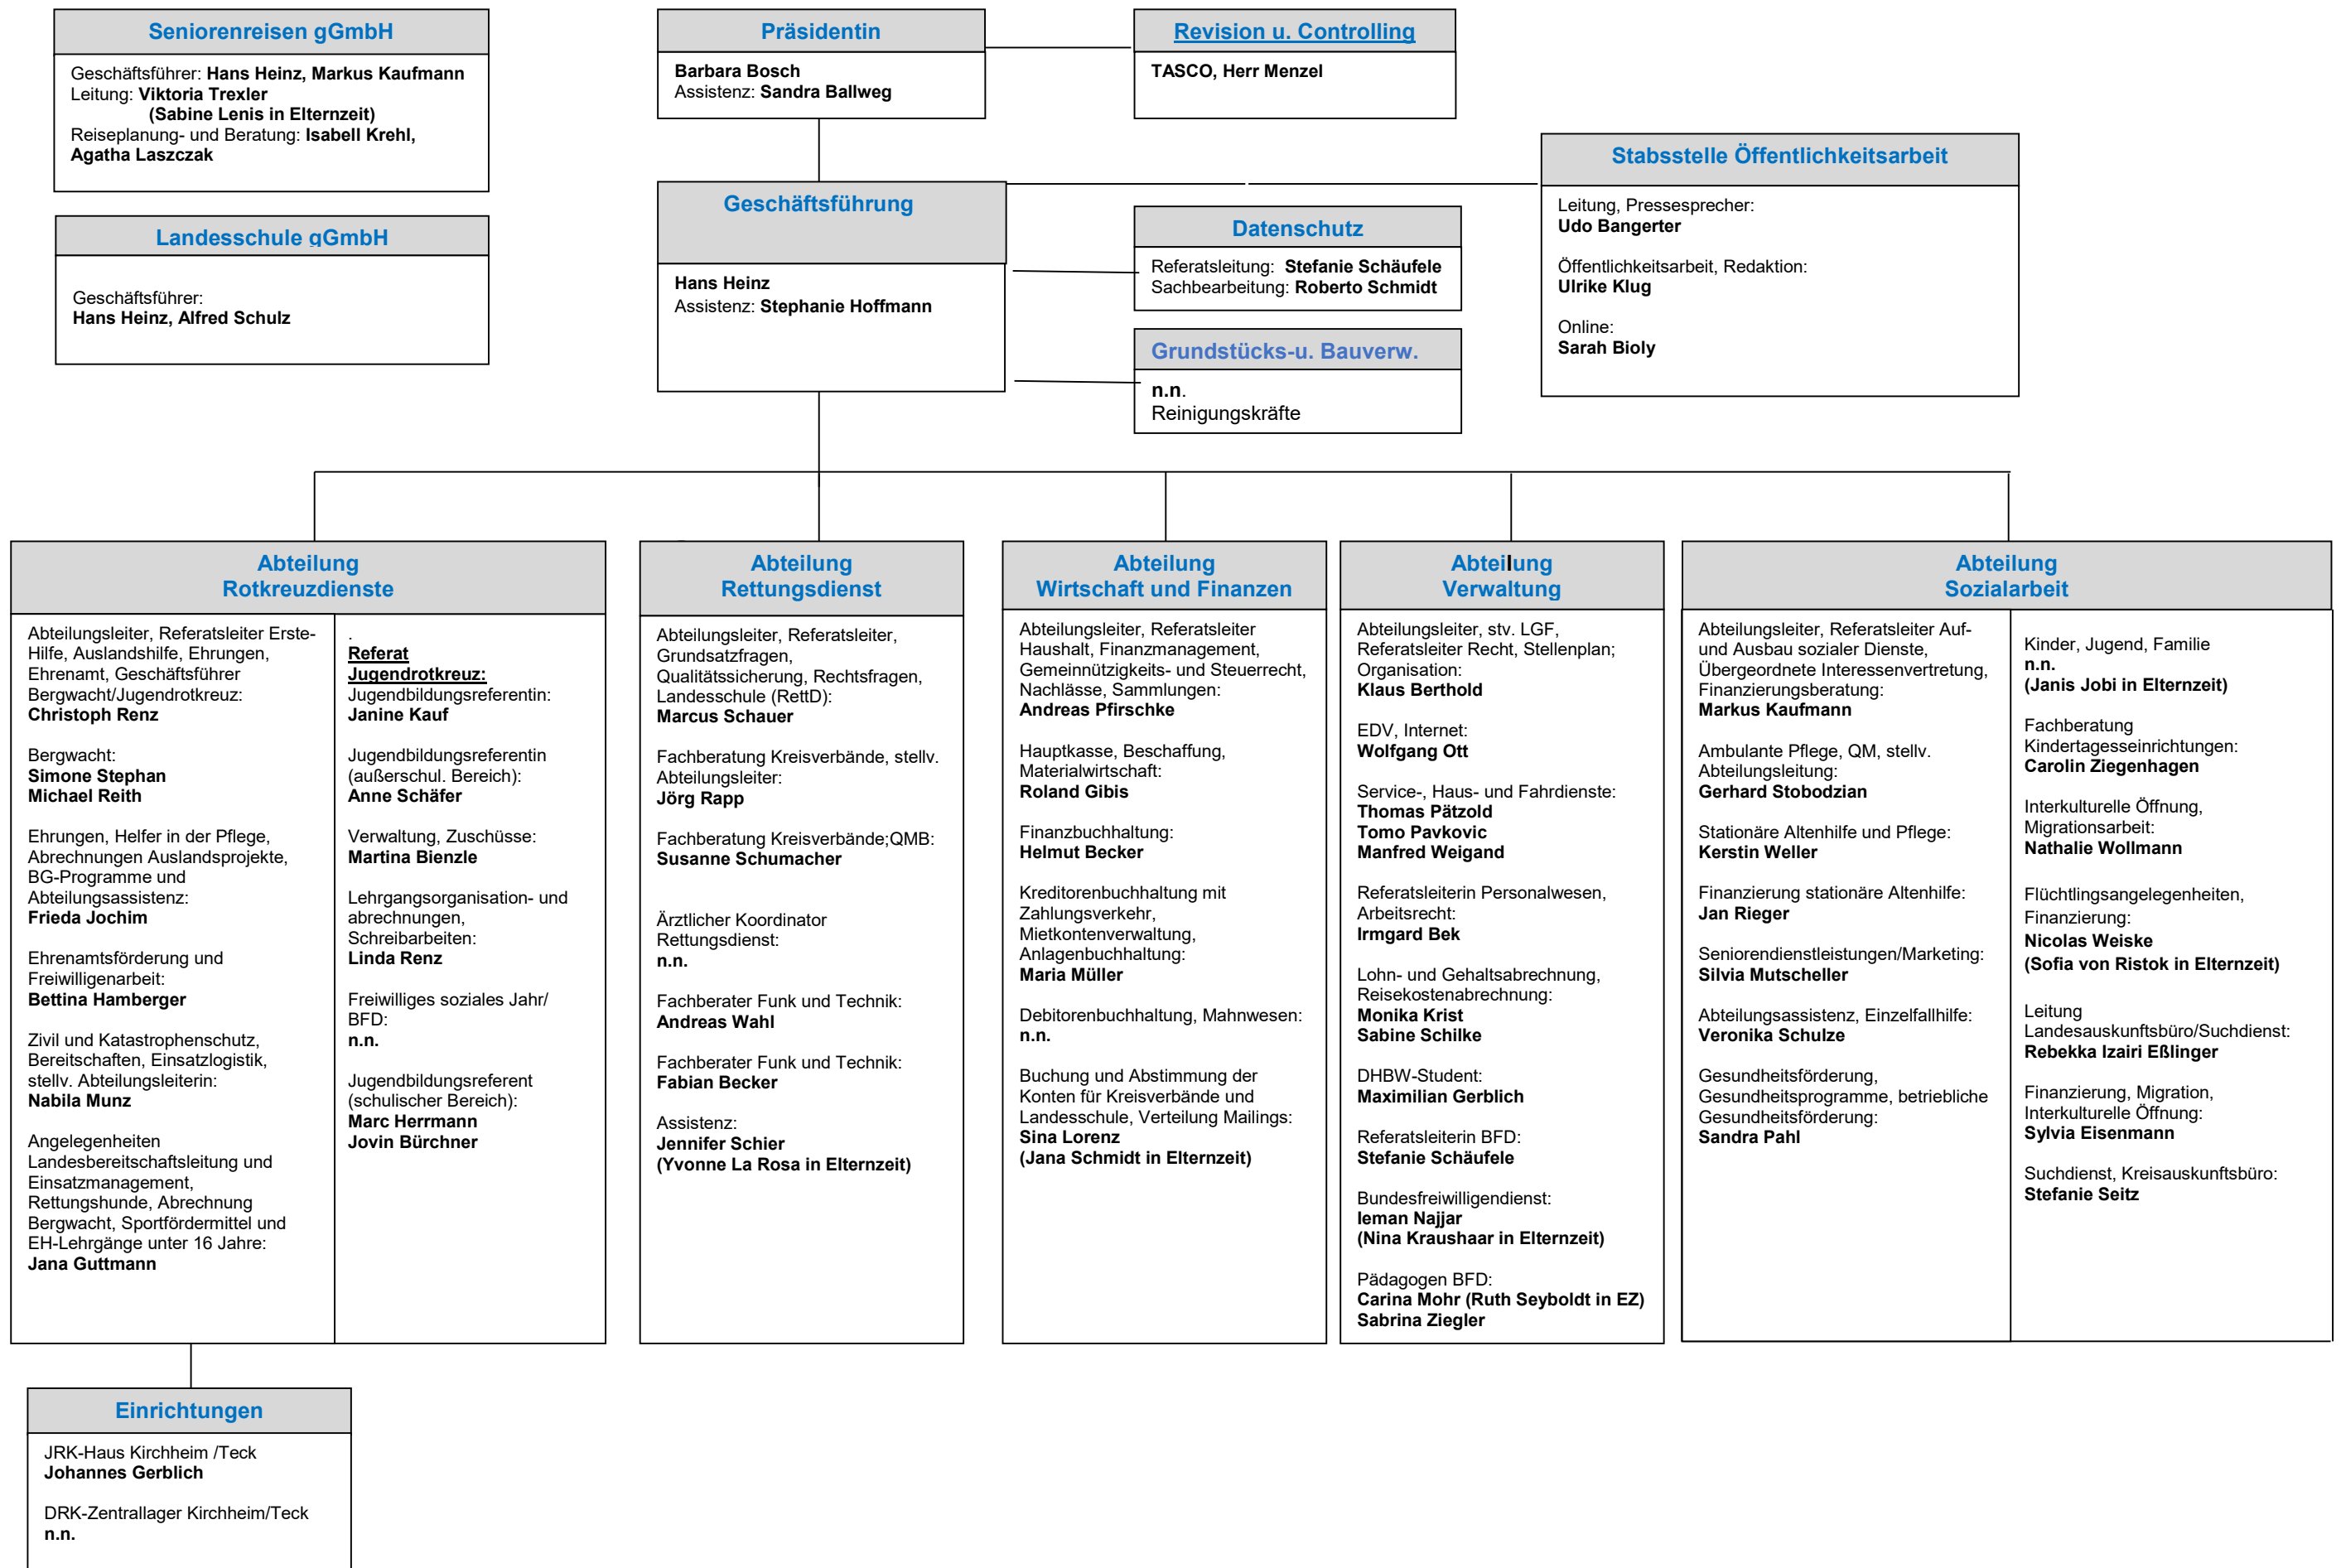 Seniorenreisen gGmbH
Geschäftsführer: Hans Heinz, Markus Kaufmann
Leitung: Viktoria Trexler
(Sabine Lenis in Elternzeit)
Reiseplanung- und Beratung: Isabell Krehl,
Agatha Laszczak
Landesschule gGmbH
Geschäftsführer:
Hans Heinz, Alfred Schulz
Präsidentin
Barbara Bosch
Assistenz: Sandra Ballweg
Revision u. Controlling
TASCO, Herr Menzel
Geschäftsführung
Hans Heinz
Assistenz: Stephanie Hoffmann
Datenschutz
Referatsleitung: Stefanie Schäufele
Sachbearbeitung: Roberto Schmidt
Grundstücks-u. Bauverw.
n.n.
Reinigungskräfte
Stabsstelle Öffentlichkeitsarbeit
Leitung, Pressesprecher:
Udo Bangerter
Öffentlichkeitsarbeit, Redaktion:
Ulrike Klug
Online:
Sarah Bioly
Abteilung
Rotkreuzdienste
Abteilungsleiter, Referatsleiter Erste-
Hilfe, Auslandshilfe, Ehrungen,
Ehrenamt, Geschäftsführer
Bergwacht/Jugendrotkreuz:
Christoph Renz
Bergwacht:
Simone Stephan
Michael Reith
Ehrungen, Helfer in der Pflege,
Abrechnungen Auslandsprojekte,
BG-Programme und
Abteilungsassistenz:
Frieda Jochim
Ehrenamtsförderung und
Freiwilligenarbeit:
Bettina Hamberger
Zivil und Katastrophenschutz,
Bereitschaften, Einsatzlogistik,
stellv. Abteilungsleiterin:
Nabila Munz
Angelegenheiten
Landesbereitschaftsleitung und
Einsatzmanagement,
Rettungshunde, Abrechnung
Bergwacht, Sportfördermittel und
EH-Lehrgänge unter 16 Jahre:
Jana Guttmann
.
Referat
Jugendrotkreuz:
Jugendbildungsreferentin:
Janine Kauf
Jugendbildungsreferentin
(außerschul. Bereich):
Anne Schäfer
Verwaltung, Zuschüsse:
Martina Bienzle
Lehrgangsorganisation- und
abrechnungen,
Schreibarbeiten:
Linda Renz
Freiwilliges soziales Jahr/
BFD:
n.n.
Jugendbildungsreferent
(schulischer Bereich):
Marc Herrmann
Jovin Bürchner
Abteilung
Rettungsdienst
Abteilungsleiter, Referatsleiter,
Grundsatzfragen,
Qualitätssicherung, Rechtsfragen,
Landesschule (RettD):
Marcus Schauer
Fachberatung Kreisverbände, stellv.
Abteilungsleiter:
Jörg Rapp
Fachberatung Kreisverbände;QMB:
Susanne Schumacher
Ärztlicher Koordinator
Rettungsdienst:
n.n.
Fachberater Funk und Technik:
Andreas Wahl
Fachberater Funk und Technik:
Fabian Becker
Assistenz:
Jennifer Schier
(Yvonne La Rosa in Elternzeit)
Abteilung
Wirtschaft und Finanzen
Abteilungsleiter, Referatsleiter
Haushalt, Finanzmanagement,
Gemeinnützigkeits- und Steuerrecht,
Nachlässe, Sammlungen:
Andreas Pfirschke
Hauptkasse, Beschaffung,
Materialwirtschaft:
Roland Gibis
Finanzbuchhaltung:
Helmut Becker
Kreditorenbuchhaltung mit
Zahlungsverkehr,
Mietkontenverwaltung,
Anlagenbuchhaltung:
Maria Müller
Debitorenbuchhaltung, Mahnwesen:
n.n.
Buchung und Abstimmung der
Konten für Kreisverbände und
Landesschule, Verteilung Mailings:
Sina Lorenz
(Jana Schmidt in Elternzeit)
Abteilung
Verwaltung
Abteilungsleiter, stv. LGF,
Referatsleiter Recht, Stellenplan;
Organisation:
Klaus Berthold
EDV, Internet:
Wolfgang Ott
Service-, Haus- und Fahrdienste:
Thomas Pätzold
Tomo Pavkovic
Manfred Weigand
Referatsleiterin Personalwesen,
Arbeitsrecht:
Irmgard Bek
Lohn- und Gehaltsabrechnung,
Reisekostenabrechnung:
Monika Krist
Sabine Schilke
DHBW-Student:
Maximilian Gerblich
Referatsleiterin BFD:
Stefanie Schäufele
Bundesfreiwilligendienst:
Ieman Najjar
(Nina Kraushaar in Elternzeit)
Pädagogen BFD:
Carina Mohr (Ruth Seyboldt in EZ)
Sabrina Ziegler
Abteilung
Sozialarbeit
Abteilungsleiter, Referatsleiter Auf-
und Ausbau sozialer Dienste,
Übergeordnete Interessenvertretung,
Finanzierungsberatung:
Markus Kaufmann
Ambulante Pflege, QM, stellv.
Abteilungsleitung:
Gerhard Stobodzian
Stationäre Altenhilfe und Pflege:
Kerstin Weller
Finanzierung stationäre Altenhilfe:
Jan Rieger
Seniorendienstleistungen/Marketing:
Silvia Mutscheller
Abteilungsassistenz, Einzelfallhilfe:
Veronika Schulze
Gesundheitsförderung,
Gesundheitsprogramme, betriebliche
Gesundheitsförderung:
Sandra Pahl
Kinder, Jugend, Familie
n.n.
(Janis Jobi in Elternzeit)
Fachberatung
Kindertagesseinrichtungen:
Carolin Ziegenhagen
Interkulturelle Öffnung,
Migrationsarbeit:
Nathalie Wollmann
Flüchtlingsangelegenheiten,
Finanzierung:
Nicolas Weiske
(Sofia von Ristok in Elternzeit)
Leitung
Landesauskunftsbüro/Suchdienst:
Rebekka Izairi Eßlinger
Finanzierung, Migration,
Interkulturelle Öffnung:
Sylvia Eisenmann
Suchdienst, Kreisauskunftsbüro:
Stefanie Seitz
Einrichtungen
JRK-Haus Kirchheim /Teck
Johannes Gerblich
DRK-Zentrallager Kirchheim/Teck
n.n.